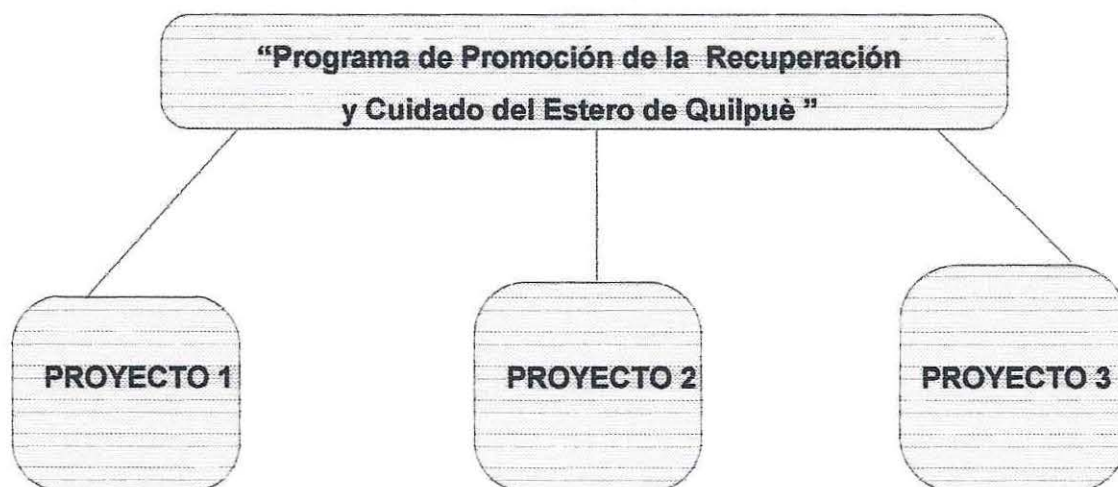 “Programa de Promoción de la Recuperación
y Cuidado del Estero de Quilpuè ”
PROYECTO 1
PROYECTO 2
PROYECTO 3